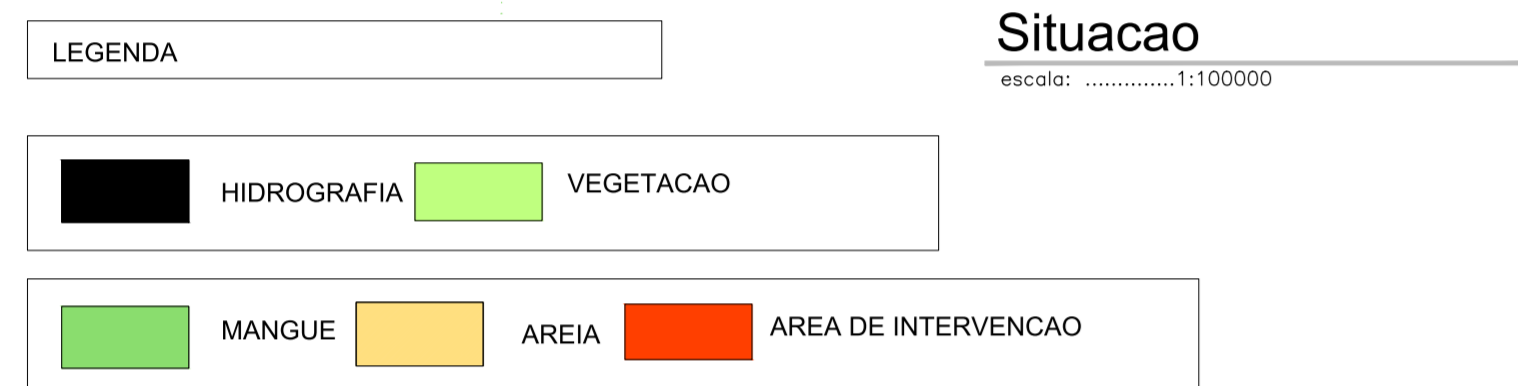 LEGENDA
Situacao
escala: ..............1:100000
HIDROGRAFIA
VEGETACAO
MANGUE
AREIA
AREA DE INTERVENCAO